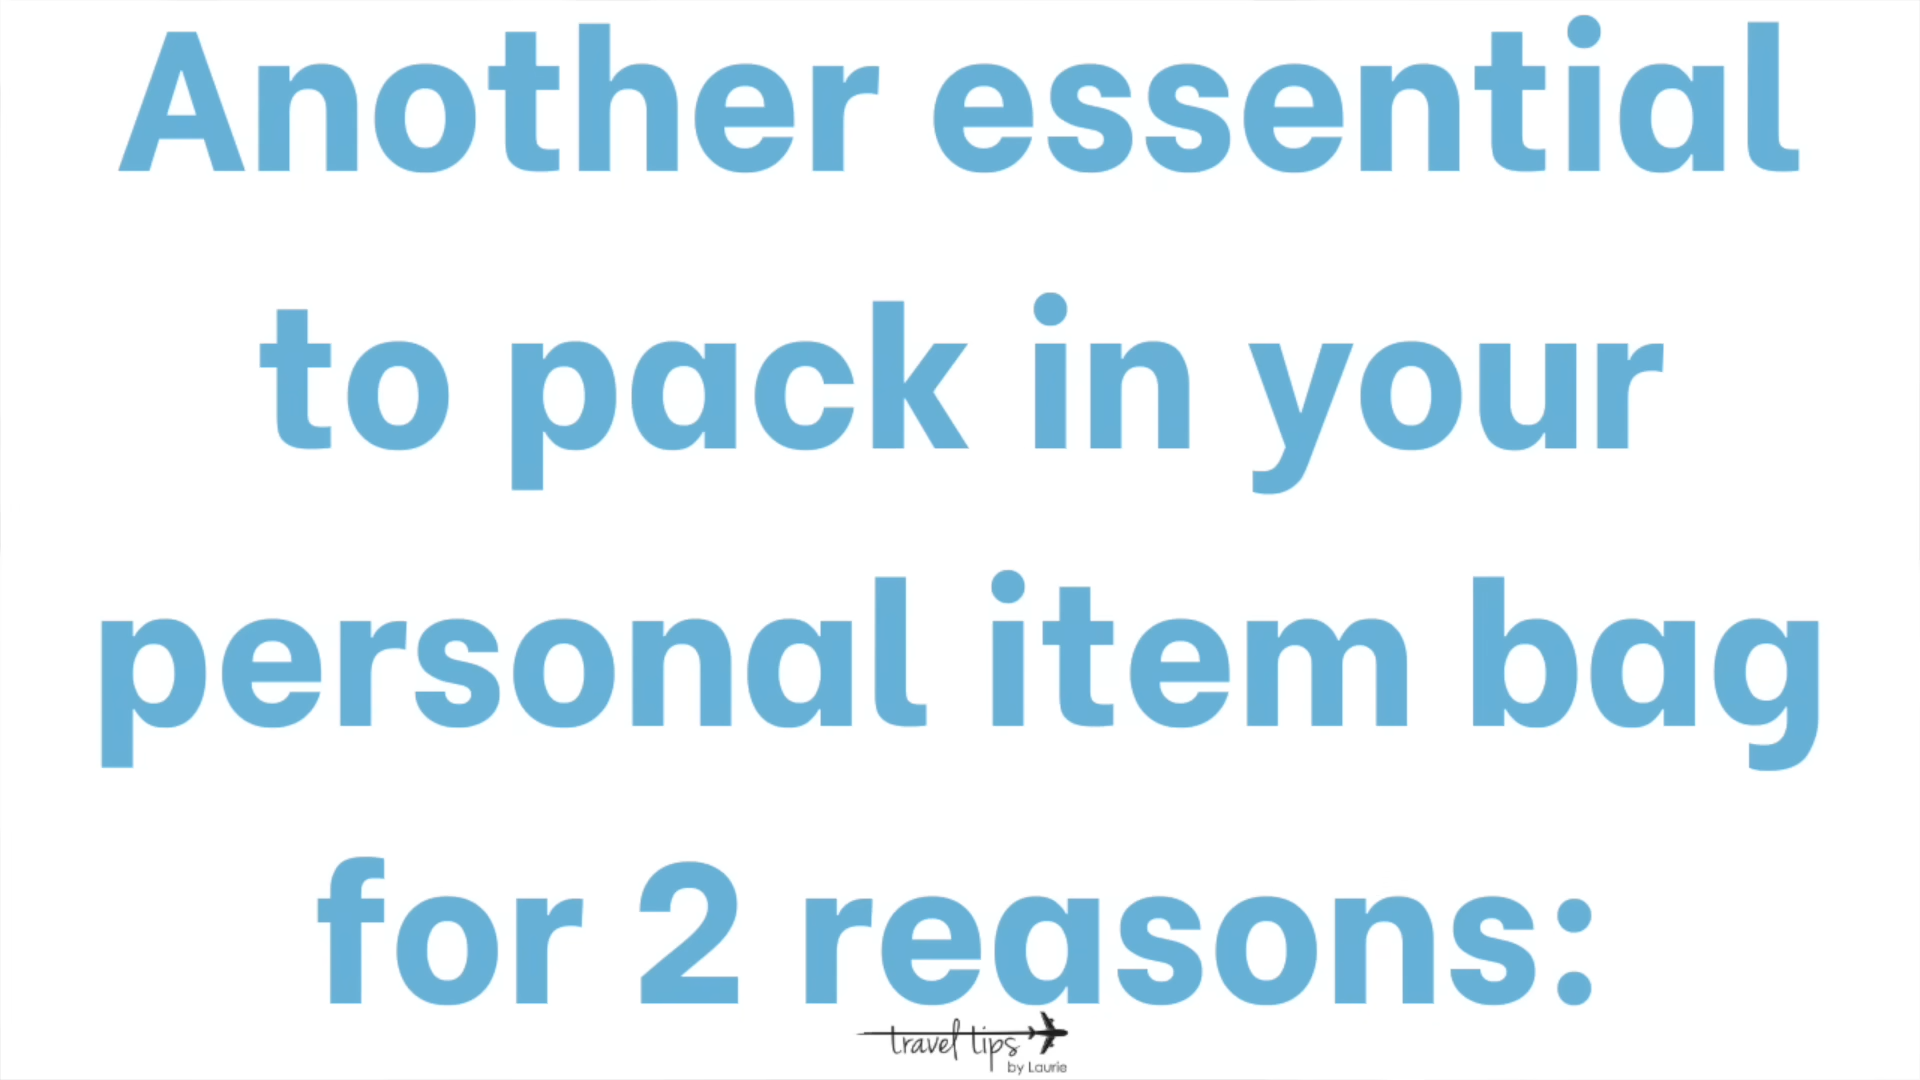 Another essential
to pack in your
personal item bag
for 2 reasons:
travel tips
by Laurie